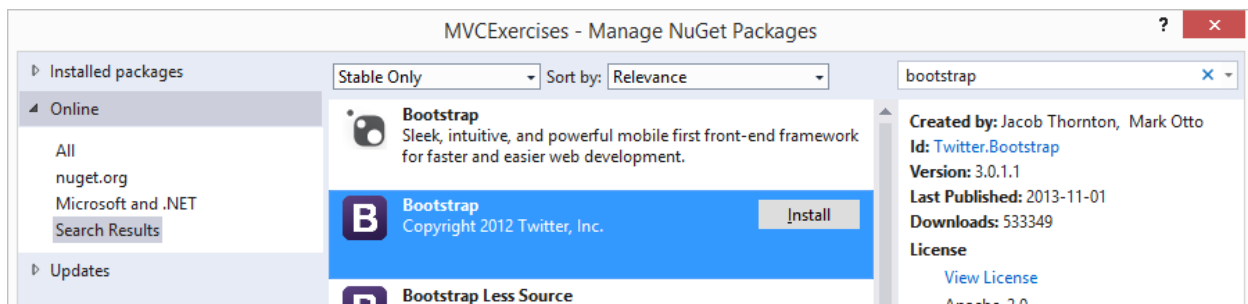 MVCExercises - Manage NuGet Packages
? ×
Installed packages
Online
All
nuget.org
Microsoft and .NET
Search Results
Updates
Stable Only Sort by: Relevance
Bootstrap
Sleek, intuitive, and powerful mobile first front-end framework
for faster and easier web development.
B Bootstrap
Copyright 2012 Twitter, Inc.
Install
Bootstrap Less Source
bootstrap ×
Created by: Jacob Thornton, Mark Otto
Id: Twitter.Bootstrap
Version: 3.0.1.1
Last Published: 2013-11-01
Downloads: 533349
License
View License
Apache 2.0